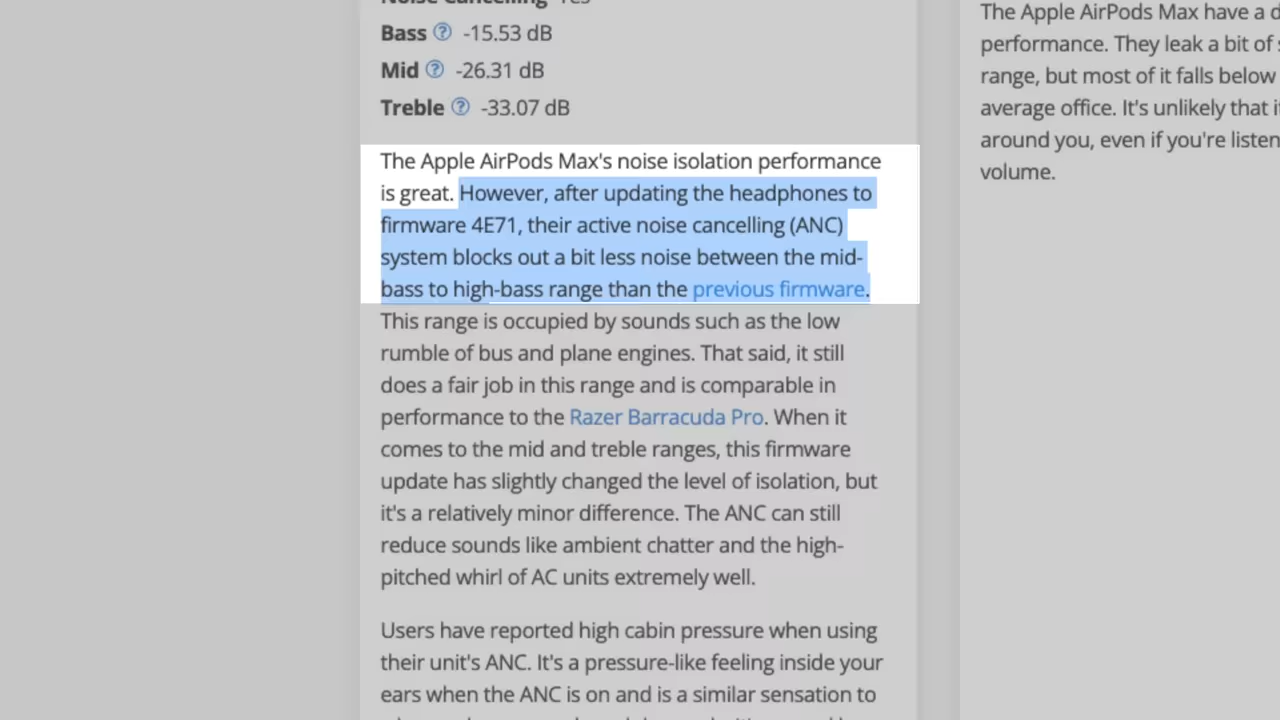 Noise Cancelling Yes
Bass ? -15.53 dB
Mid ? -26.31 dB
Treble ? -33.07 dB
The Apple AirPods Max's noise isolation performance
is great. However, after updating the headphones to
firmware 4E71, their active noise cancelling (ANC)
system blocks out a bit less noise between the mid-
bass to high-bass range than the previous firmware.
This range is occupied by sounds such as the low
rumble of bus and plane engines. That said, it still
does a fair job in this range and is comparable in
performance to the Razer Barracuda Pro. When it
comes to the mid and treble ranges, this firmware
update has slightly changed the level of isolation, but
it's a relatively minor difference. The ANC can still
reduce sounds like ambient chatter and the high-
pitched whirl of AC units extremely well.
Users have reported high cabin pressure when using
their unit's ANC. It's a pressure-like feeling inside your
ears when the ANC is on and is a similar sensation to
The Apple AirPods Max have a d
performance. They leak a bit of
range, but most of it falls below
average office. It's unlikely that i
around you, even if you're listen
volume.